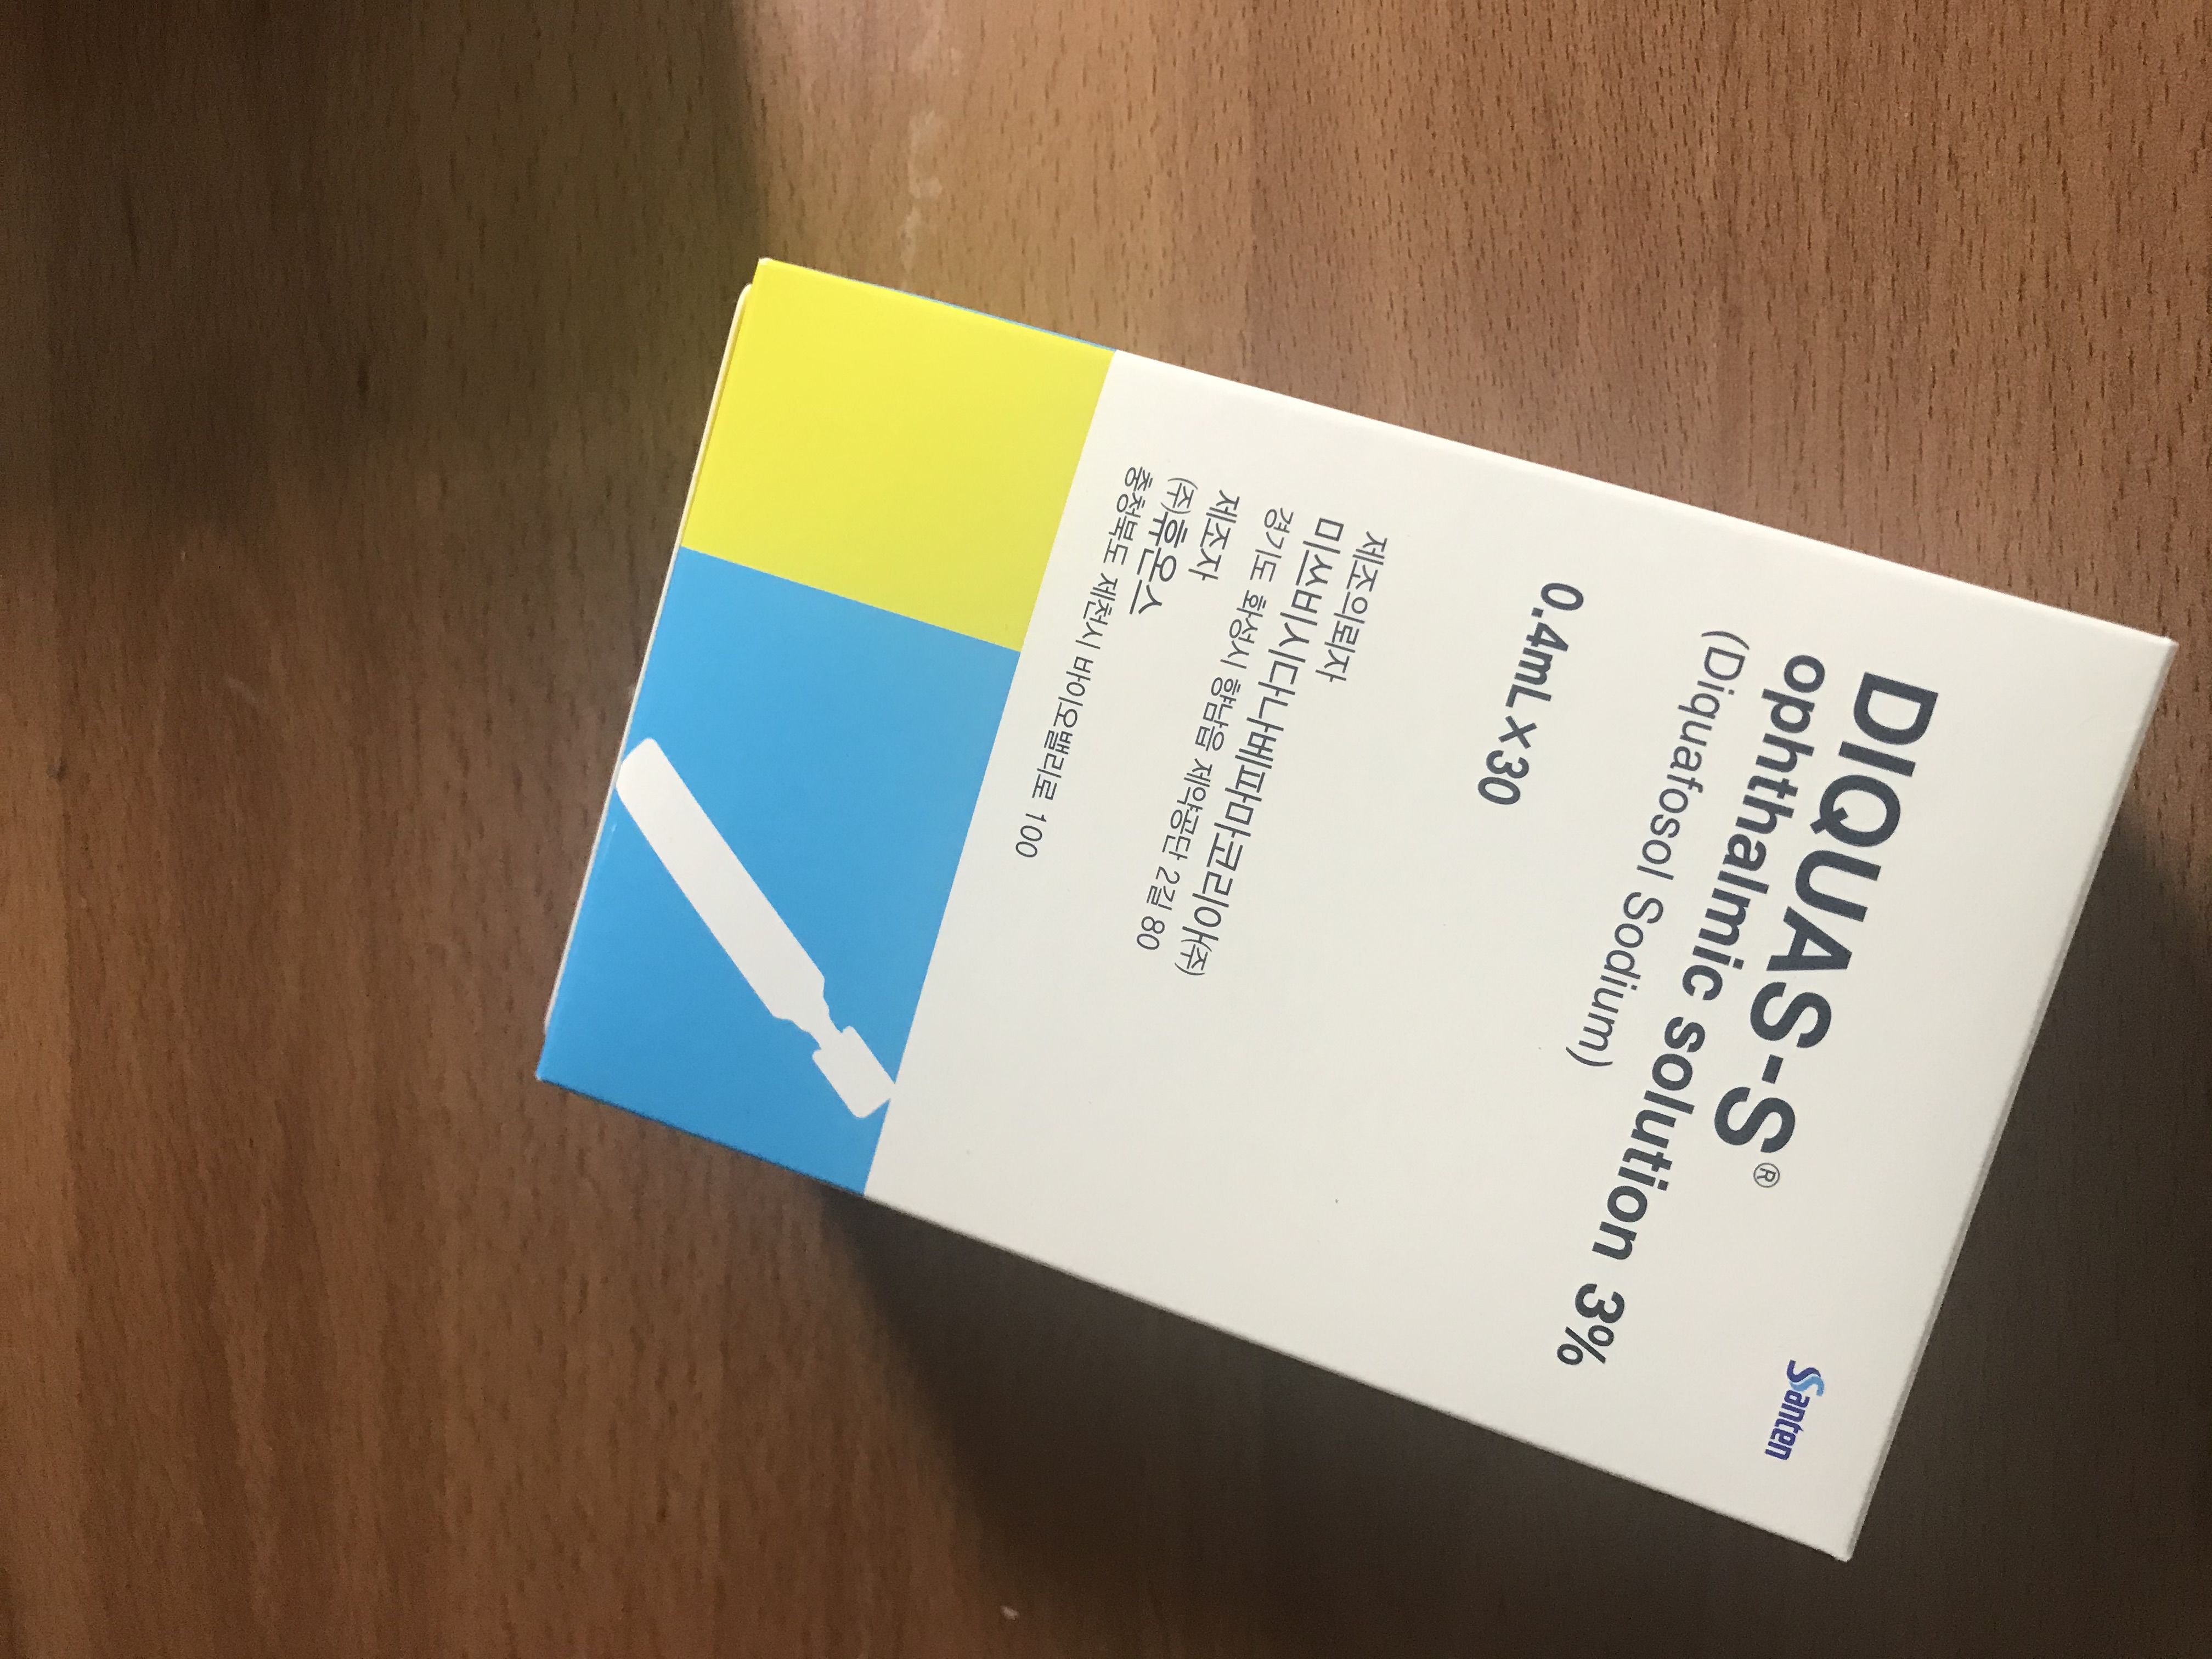 Santen
DIQUAS-S®
ophthalmic solution 3%
(Diquafosol Sodium)
0.4mL×30
제조의뢰자
미쓰비시다나베파마코리아(주)
경기도 화성시 향남읍 제약공단 2길 80
제조자
(주)휴온스
충청북도 제천시 바이오밸리로 100